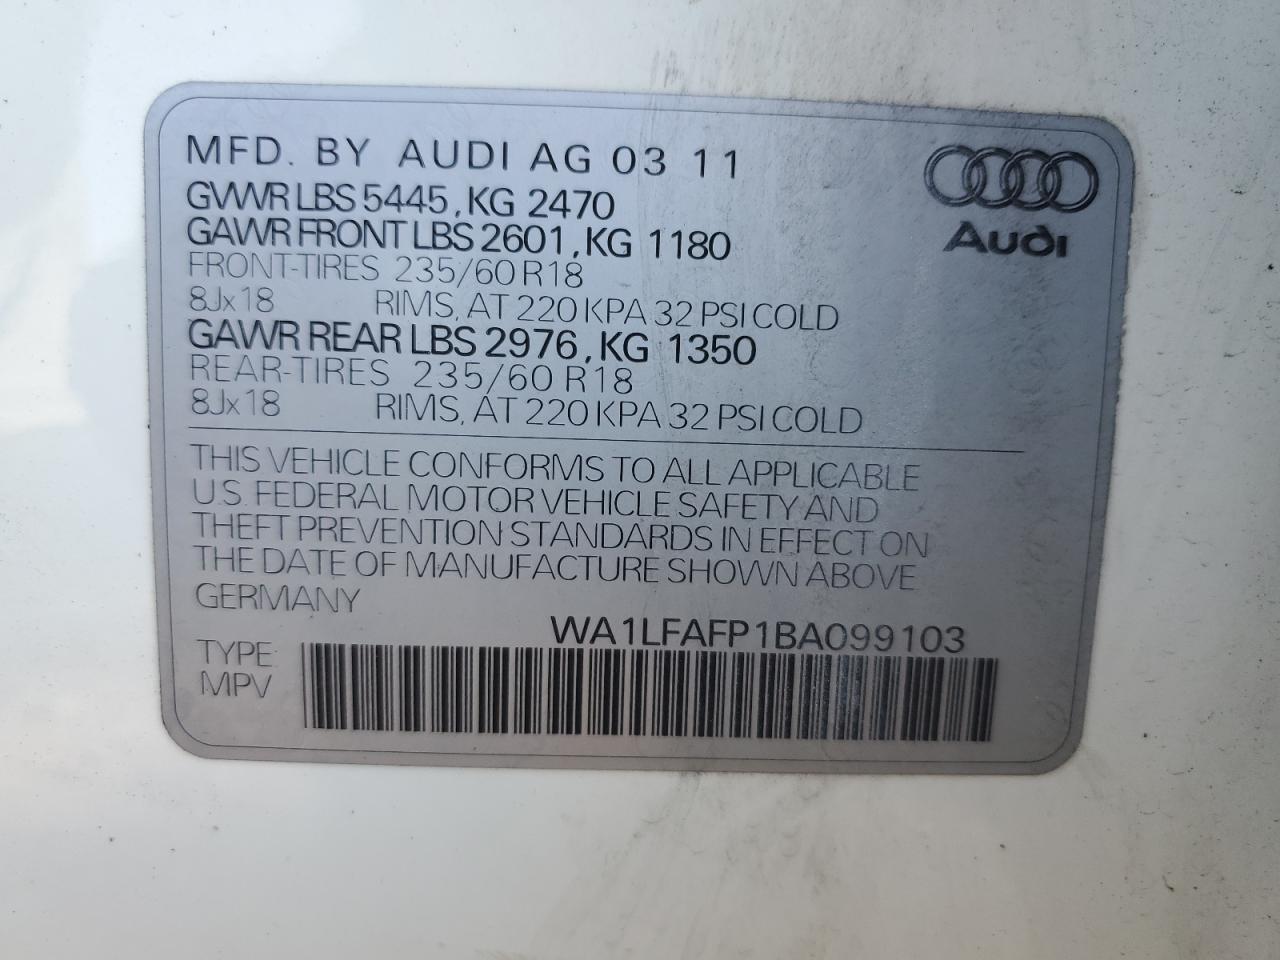 MFD. BY AUDI AG 03 11
GVWR LBS 5445, KG 2470
GAWR FRONT LBS 2601, KG 1180
FRONT-TIRES 235/60 R18
8Jx18 RIMS, AT 220 KPA 32 PSI COLD
GAWR REAR LBS 2976, KG 1350
REAR-TIRES 235/60 R18
8Jx18 RIMS, AT 220 KPA 32 PSI COLD
Audi
THIS VEHICLE CONFORMS TO ALL APPLICABLE
U.S. FEDERAL MOTOR VEHICLE SAFETY AND
THEFT PREVENTION STANDARDS IN EFFECT ON
THE DATE OF MANUFACTURE SHOWN ABOVE
GERMANY
WA1LFAFP1BA099103
TYPE
MPV